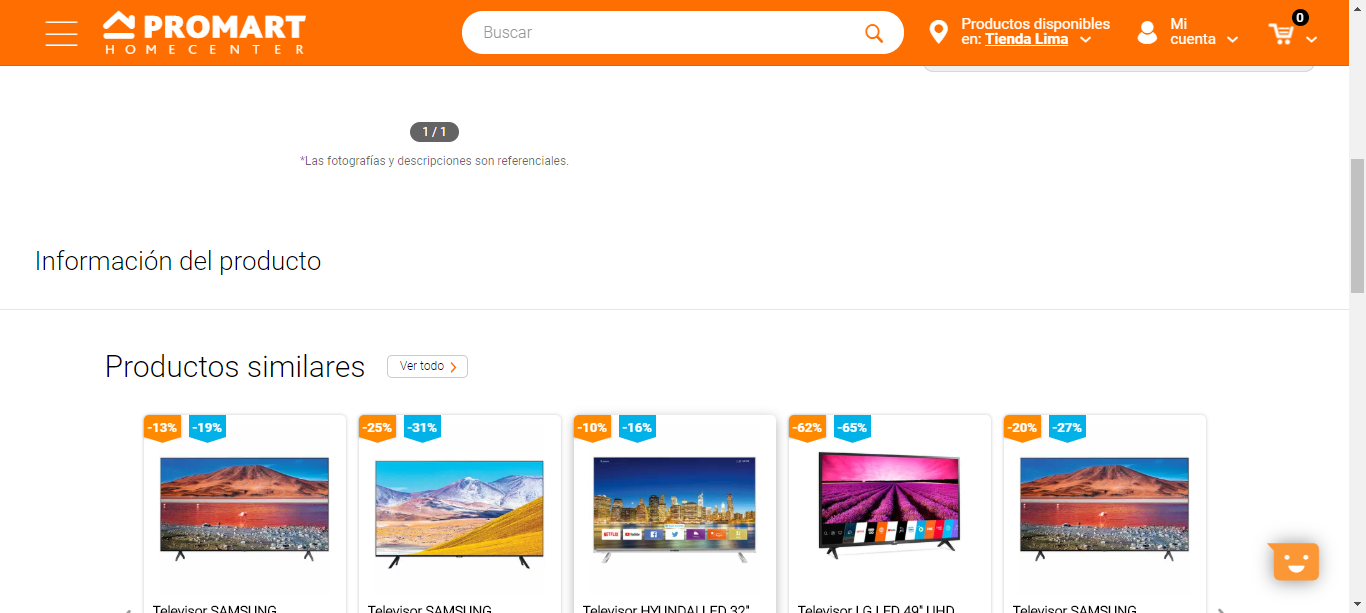 PROMART
HOMECENTER
Buscar
Productos disponibles
en: Tienda Lima
Mi
cuenta
0
1 / 1
*Las fotografías y descripciones son referenciales.
Información del producto
Productos similares
Ver todo
-13% -19%
-25% -31%
-10% -16%
-62% -65%
-20% -27%
NETFLIX
YouTube
Televisor SAMSUNG
Televisor SAMSUNG
Televisor HYUNDAI LED 32"
Televisor LG LED 49" UHD
Televisor SAMSUNG